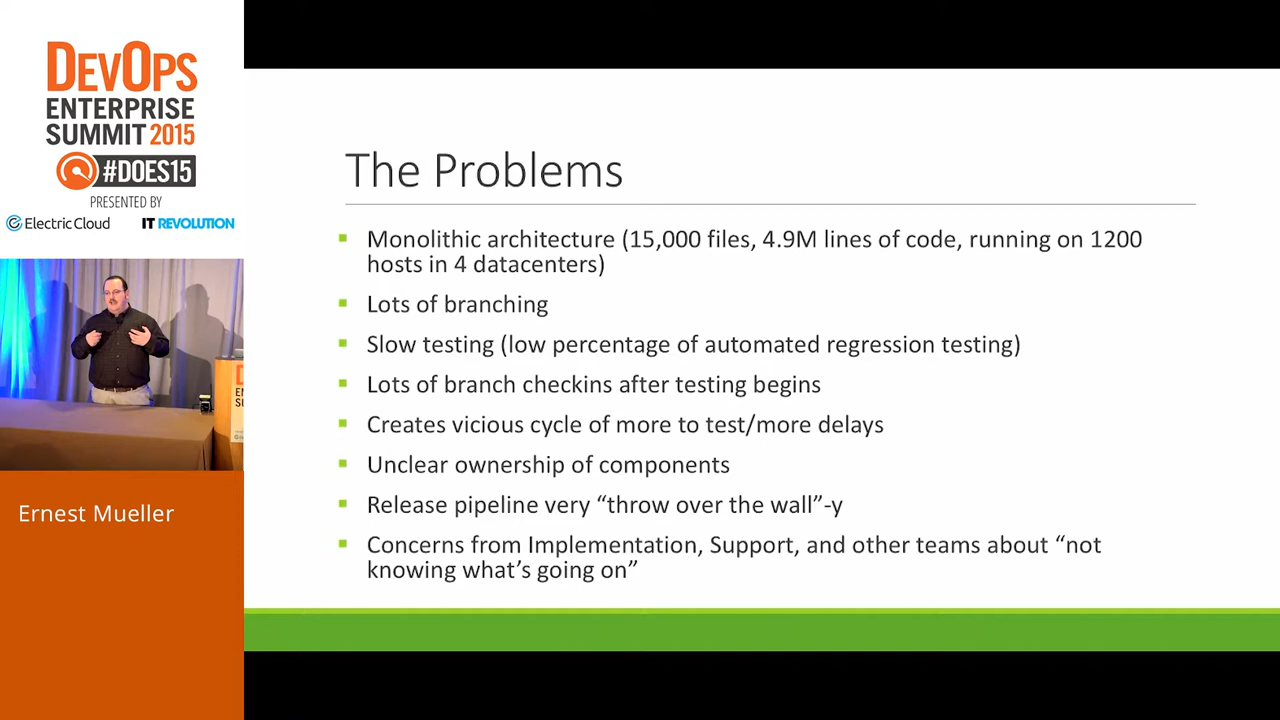 DEVOPS
ENTERPRISE
SUMMIT 2015
#DOES15
PRESENTED BY
Electric Cloud
IT REVOLUTION
Ernest Mueller
The Problems
Monolithic architecture (15,000 files, 4.9M lines of code, running on 1200
hosts in 4 datacenters)
Lots of branching
Slow testing (low percentage of automated regression testing)
Lots of branch checkins after testing begins
Creates vicious cycle of more to test/more delays
Unclear ownership of components
Release pipeline very “throw over the wall”-y
Concerns from Implementation, Support, and other teams about “not
knowing what’s going on”